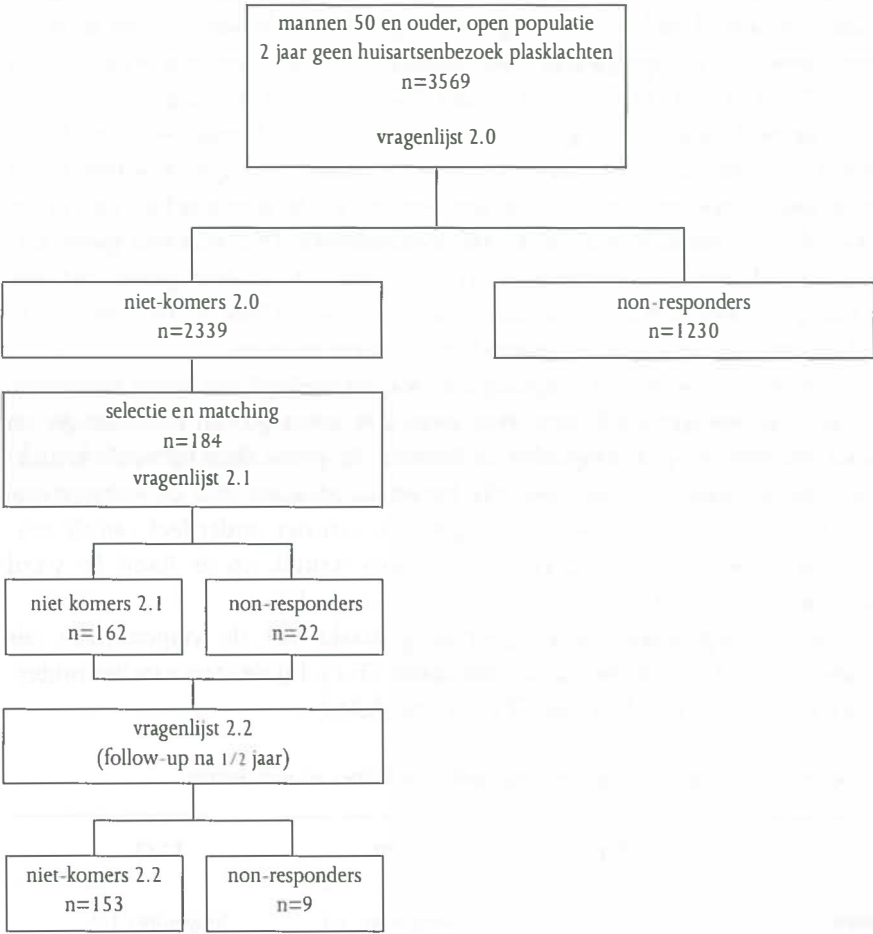 mannen 50 en ouder, open populatie
2 jaar geen huisartsenbezoek plasklachten
n=3569
vragenlijst 2.0
niet-komers 2.0
n=2339
non-responders
n=1230
selectie en matching
n=184
vragenlijst 2.1
niet komers 2.1
n=162
non-responders
n=22
vragenlijst 2.2
(follow-up na 1/2 jaar)
niet-komers 2.2
n=153
non-responders
n=9